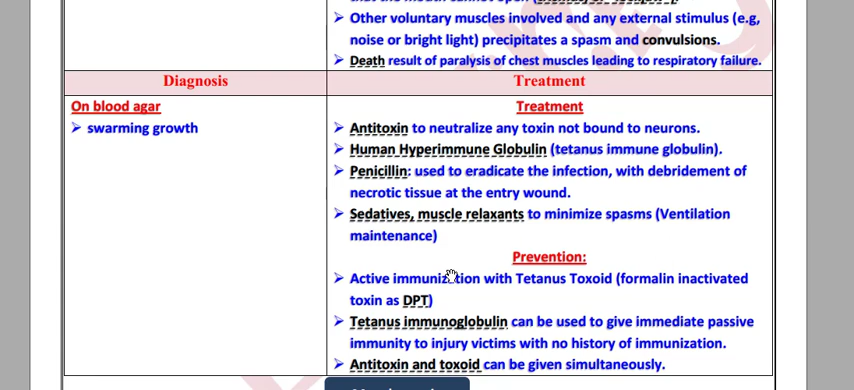 Other voluntary muscles involved and any external stimulus (e.g,
noise or bright light) precipitates a spasm and convulsions.
Death result of paralysis of chest muscles leading to respiratory failure.
Diagnosis
Treatment
On blood agar
swarming growth
Treatment
Antitoxin to neutralize any toxin not bound to neurons.
Human Hyperimmune Globulin (tetanus immune globulin).
Penicillin: used to eradicate the infection, with debridement of
necrotic tissue at the entry wound.
Sedatives, muscle relaxants to minimize spasms (Ventilation
maintenance)
Prevention:
Active immunization with Tetanus Toxoid (formalin inactivated
toxin as DPT)
Tetanus immunoglobulin can be used to give immediate passive
immunity to injury victims with no history of immunization.
Antitoxin and toxoid can be given simultaneously.